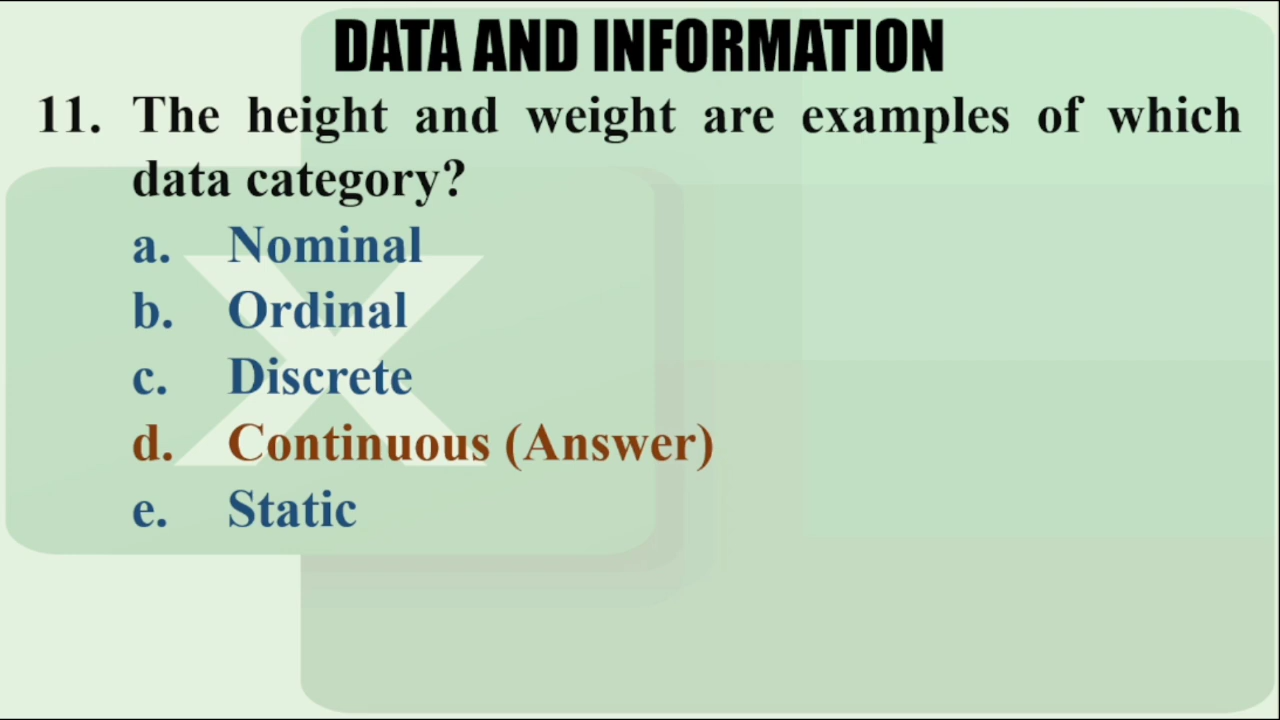 DATA AND INFORMATION
11. The height and weight are examples of which
data category?
a. Nominal
b. Ordinal
c. Discrete
d. Continuous (Answer)
e. Static